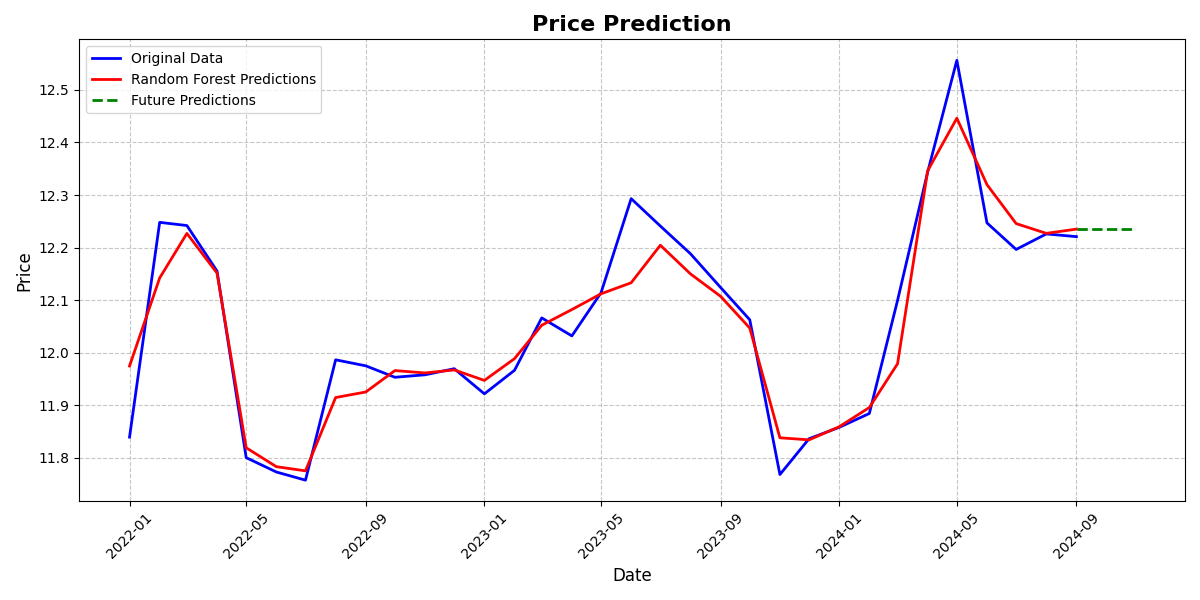 Price Prediction
Original Data
Random Forest Predictions
Future Predictions
Price
12.5
12.4
12.3
12.2
12.1
12.0
11.9
11.8
2022-01
2022-05
2022-09
2023-01
2023-05
2023-09
2024-01
2024-05
2024-09
Date